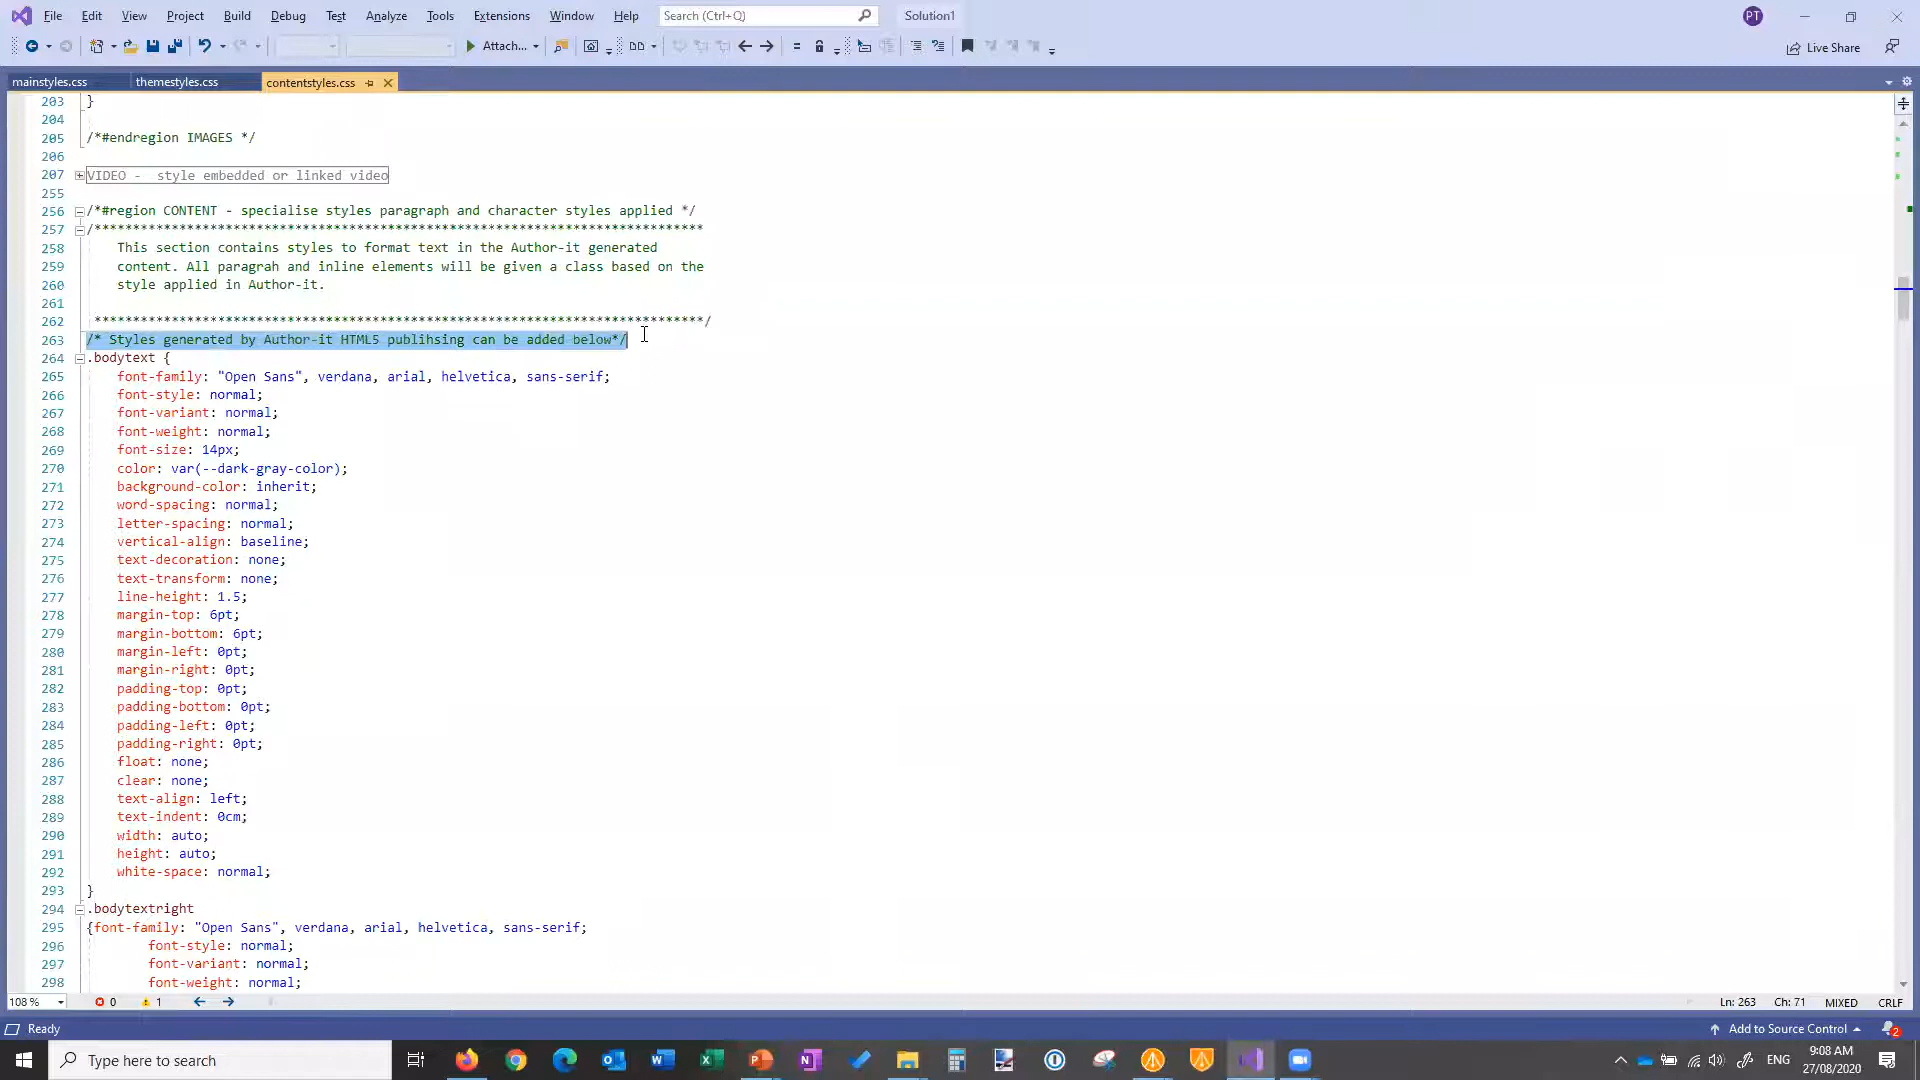 File Edit View Project Build Debug Test Analyze Tools Extensions Window Help Search (Ctrl+Q) Solution1 PT
Attach... Live Share
mainstyles.css themestyles.css contentstyles.css
203 }
204
205 /*#endregion IMAGES */
206
207 VIDEO -  style embedded or linked video
255
256 /*#region CONTENT - specialise styles paragraph and character styles applied */
257 /*******************************************************************************
258 This section contains styles to format text in the Author-it generated
259 content. All paragrah and inline elements will be given a class based on the
260 style applied in Author-it.
261
262 *******************************************************************************/
263 /* Styles generated by Author-it HTML5 publihsing can be added below*/
264 .bodytext {
265 font-family: "Open Sans", verdana, arial, helvetica, sans-serif;
266 font-style: normal;
267 font-variant: normal;
268 font-weight: normal;
269 font-size: 14px;
270 color: var(--dark-gray-color);
271 background-color: inherit;
272 word-spacing: normal;
273 letter-spacing: normal;
274 vertical-align: baseline;
275 text-decoration: none;
276 text-transform: none;
277 line-height: 1.5;
278 margin-top: 6pt;
279 margin-bottom: 6pt;
280 margin-left: 0pt;
281 margin-right: 0pt;
282 padding-top: 0pt;
283 padding-bottom: 0pt;
284 padding-left: 0pt;
285 padding-right: 0pt;
286 float: none;
287 clear: none;
288 text-align: left;
289 text-indent: 0cm;
290 width: auto;
291 height: auto;
292 white-space: normal;
293 }
294 .bodytextright
295 {font-family: "Open Sans", verdana, arial, helvetica, sans-serif;
296 font-style: normal;
297 font-variant: normal;
298 font-weight: normal;
108 % 0 1 Ln: 263 Ch: 71 MIXED CRLF
Ready Add to Source Control 2
Type here to search ENG 9:08 AM
27/08/2020